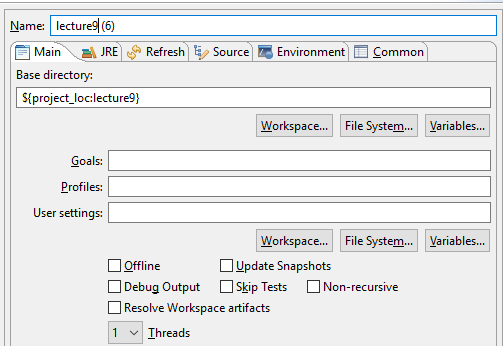 Name: lecture9 (6)
Main JRE Refresh Source Environment Common
Base directory:
${project_loc:lecture9}
Workspace... File System... Variables...
Goals:
Profiles:
User settings:
Workspace... File System... Variables...
Offline Update Snapshots
Debug Output Skip Tests Non-recursive
Resolve Workspace artifacts
1 Threads